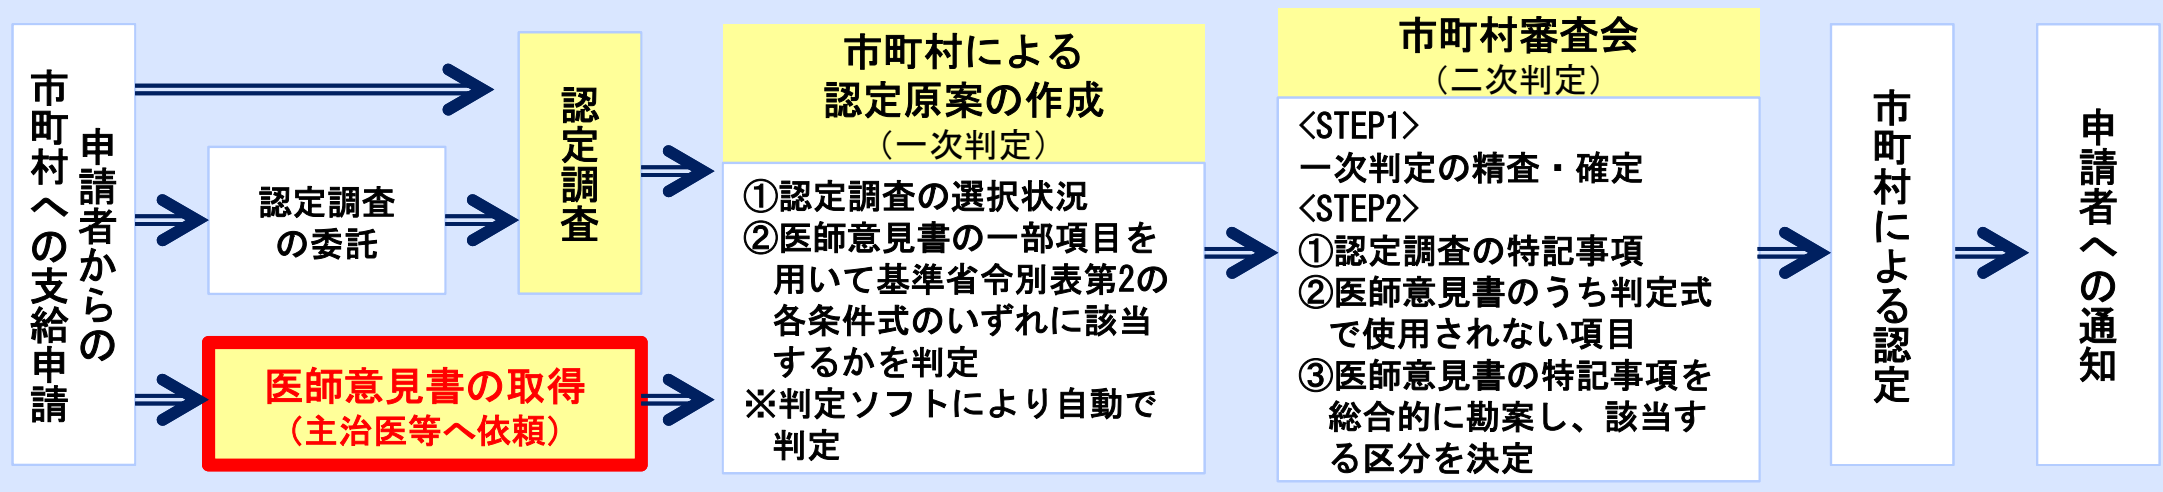 申請者からの
市町村への支給申請
認定調査
の委託
認定調査
医師意見書の取得
（主治医等へ依頼）
市町村による
認定原案の作成
（一次判定）
①認定調査の選択状況
②医師意見書の一部項目を
用いて基準省令別表第2の
各条件式のいずれに該当
するかを判定
※判定ソフトにより自動で
判定
市町村審査会
（二次判定）
<STEP1>
一次判定の精査・確定
<STEP2>
①認定調査の特記事項
②医師意見書のうち判定式
で使用されない項目
③医師意見書の特記事項を
総合的に勘案し、該当す
る区分を決定
市町村による認定
申請者への通知